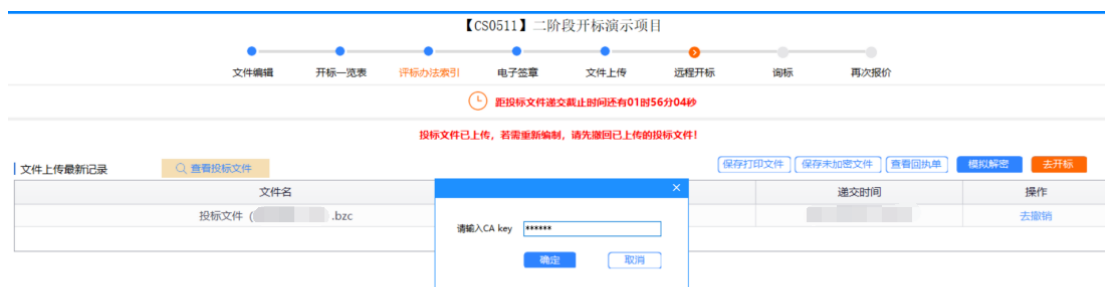 【CS0511】二阶段开标演示项目
文件编辑 开标一览表 评标办法索引 电子签章 文件上传 远程开标 询标 再次报价
距投标文件递交截止时间还有01时56分04秒
投标文件已上传，若需重新编制，请先撤回已上传的投标文件！
文件上传最新记录 查看投标文件 保存打印文件 保存未加密文件 查看回执单 模拟解密 去开标
文件名 递交时间 操作
投标文件（ .bzc 去撤销
请输入CA key ******
确定 取消